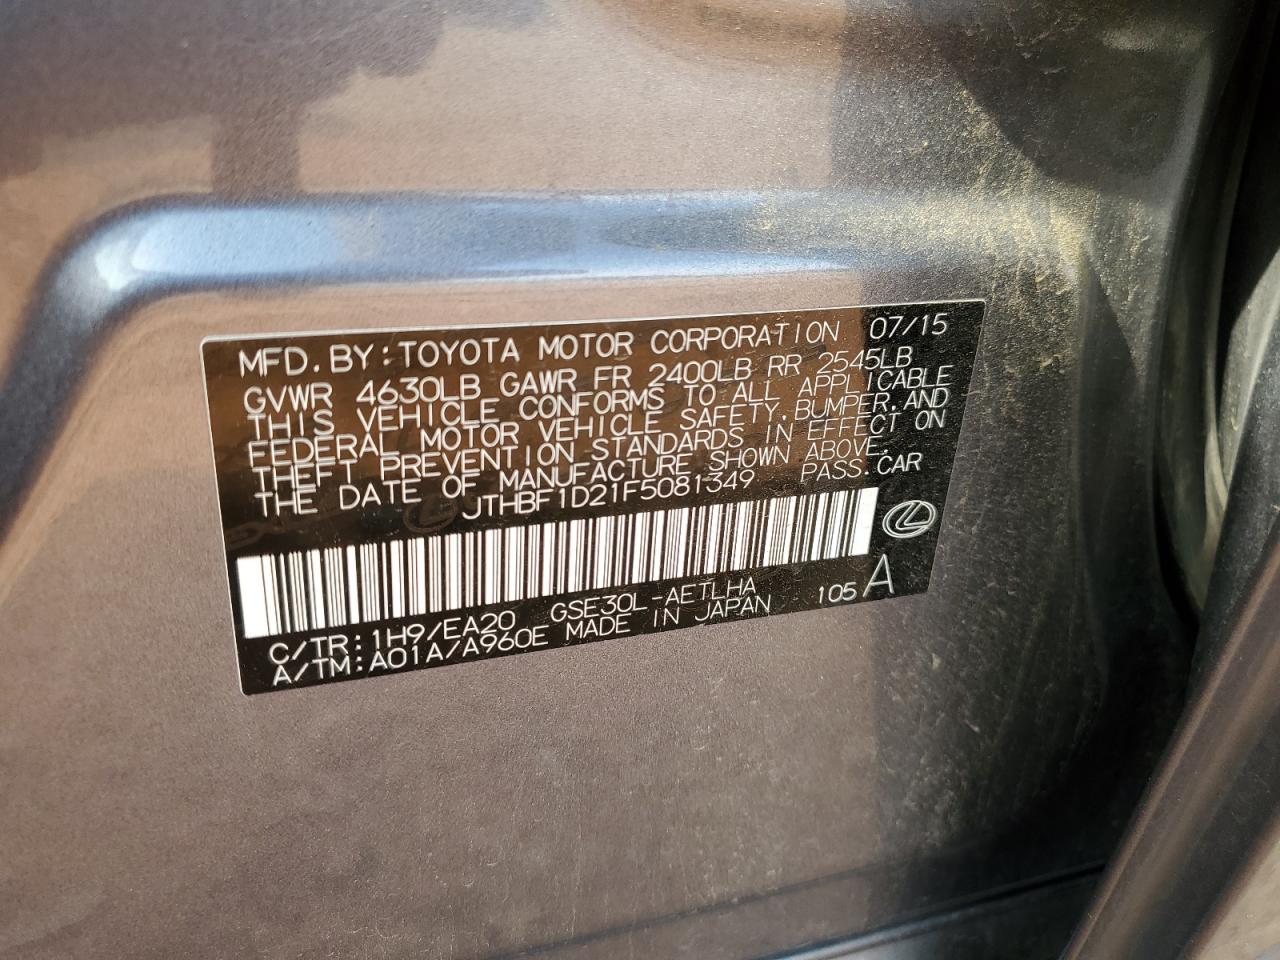 MFD. BY: TOYOTA MOTOR CORPORATION 07/15
GVWR 4630LB GAWR FR 2400LB RR 2545LB
THIS VEHICLE CONFORMS TO ALL APPLICABLE
FEDERAL MOTOR VEHICLE SAFETY, BUMPER, AND
THEFT PREVENTION STANDARDS IN EFFECT ON
THE DATE OF MANUFACTURE SHOWN ABOVE.
JTHBF1D21F5081349 PASS. CAR
C/TR: 1H9/EA20 GSE30L-AETLHA 105 A
A/TM: A01A/A960E MADE IN JAPAN